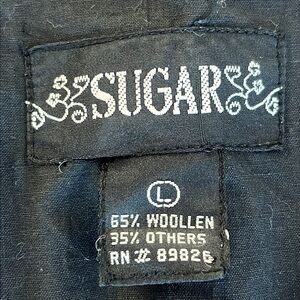 SUGAR
L
65% WOOLLEN
35% OTHERS
RN # 89826